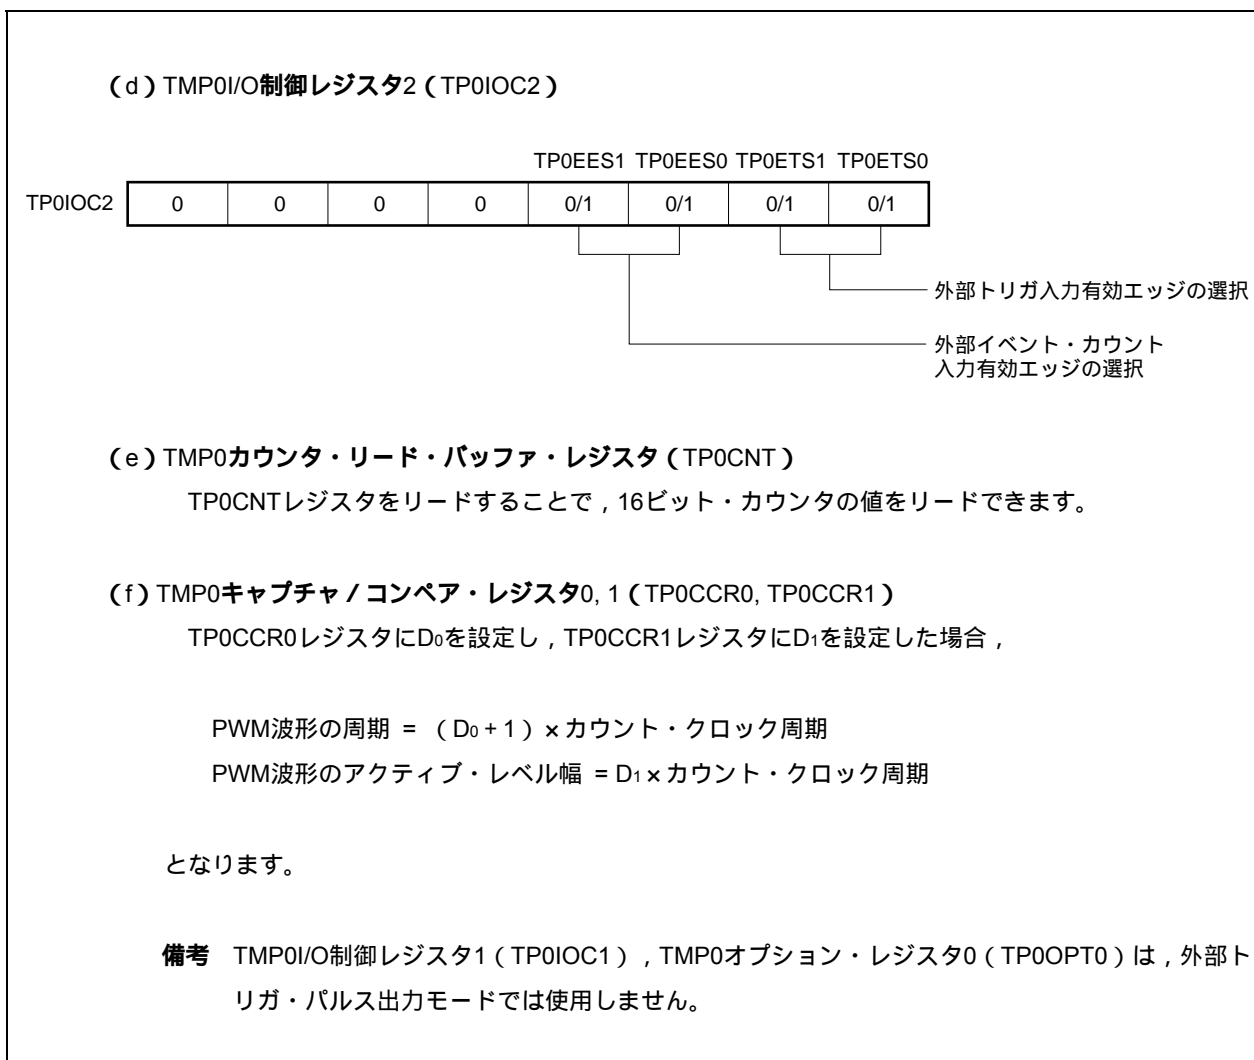 （d）TMP0I/O制御レジスタ2（TP0IOC2）
TP0EES1 TP0EES0 TP0ETS1 TP0ETS0
TP0IOC2 0 0 0 0 0/1 0/1 0/1 0/1
外部トリガ入力有効エッジの選択
外部イベント・カウント
入力有効エッジの選択
（e）TMP0カウンタ・リード・バッファ・レジスタ（TP0CNT）
TP0CNTレジスタをリードすることで，16ビット・カウンタの値をリードできます。
（f）TMP0キャプチャ／コンペア・レジスタ0, 1（TP0CCR0, TP0CCR1）
TP0CCR0レジスタにD0を設定し，TP0CCR1レジスタにD1を設定した場合，
PWM波形の周期 = （D0＋1）×カウント・クロック周期
PWM波形のアクティブ・レベル幅 = D1×カウント・クロック周期
となります。
備考 TMP0I/O制御レジスタ1（TP0IOC1），TMP0オプション・レジスタ0（TP0OPT0）は，外部ト
リガ・パルス出力モードでは使用しません。